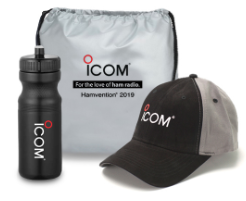 ICOM®
For the love of ham radio.
Hamvention® 2019
ICOM
ICOM